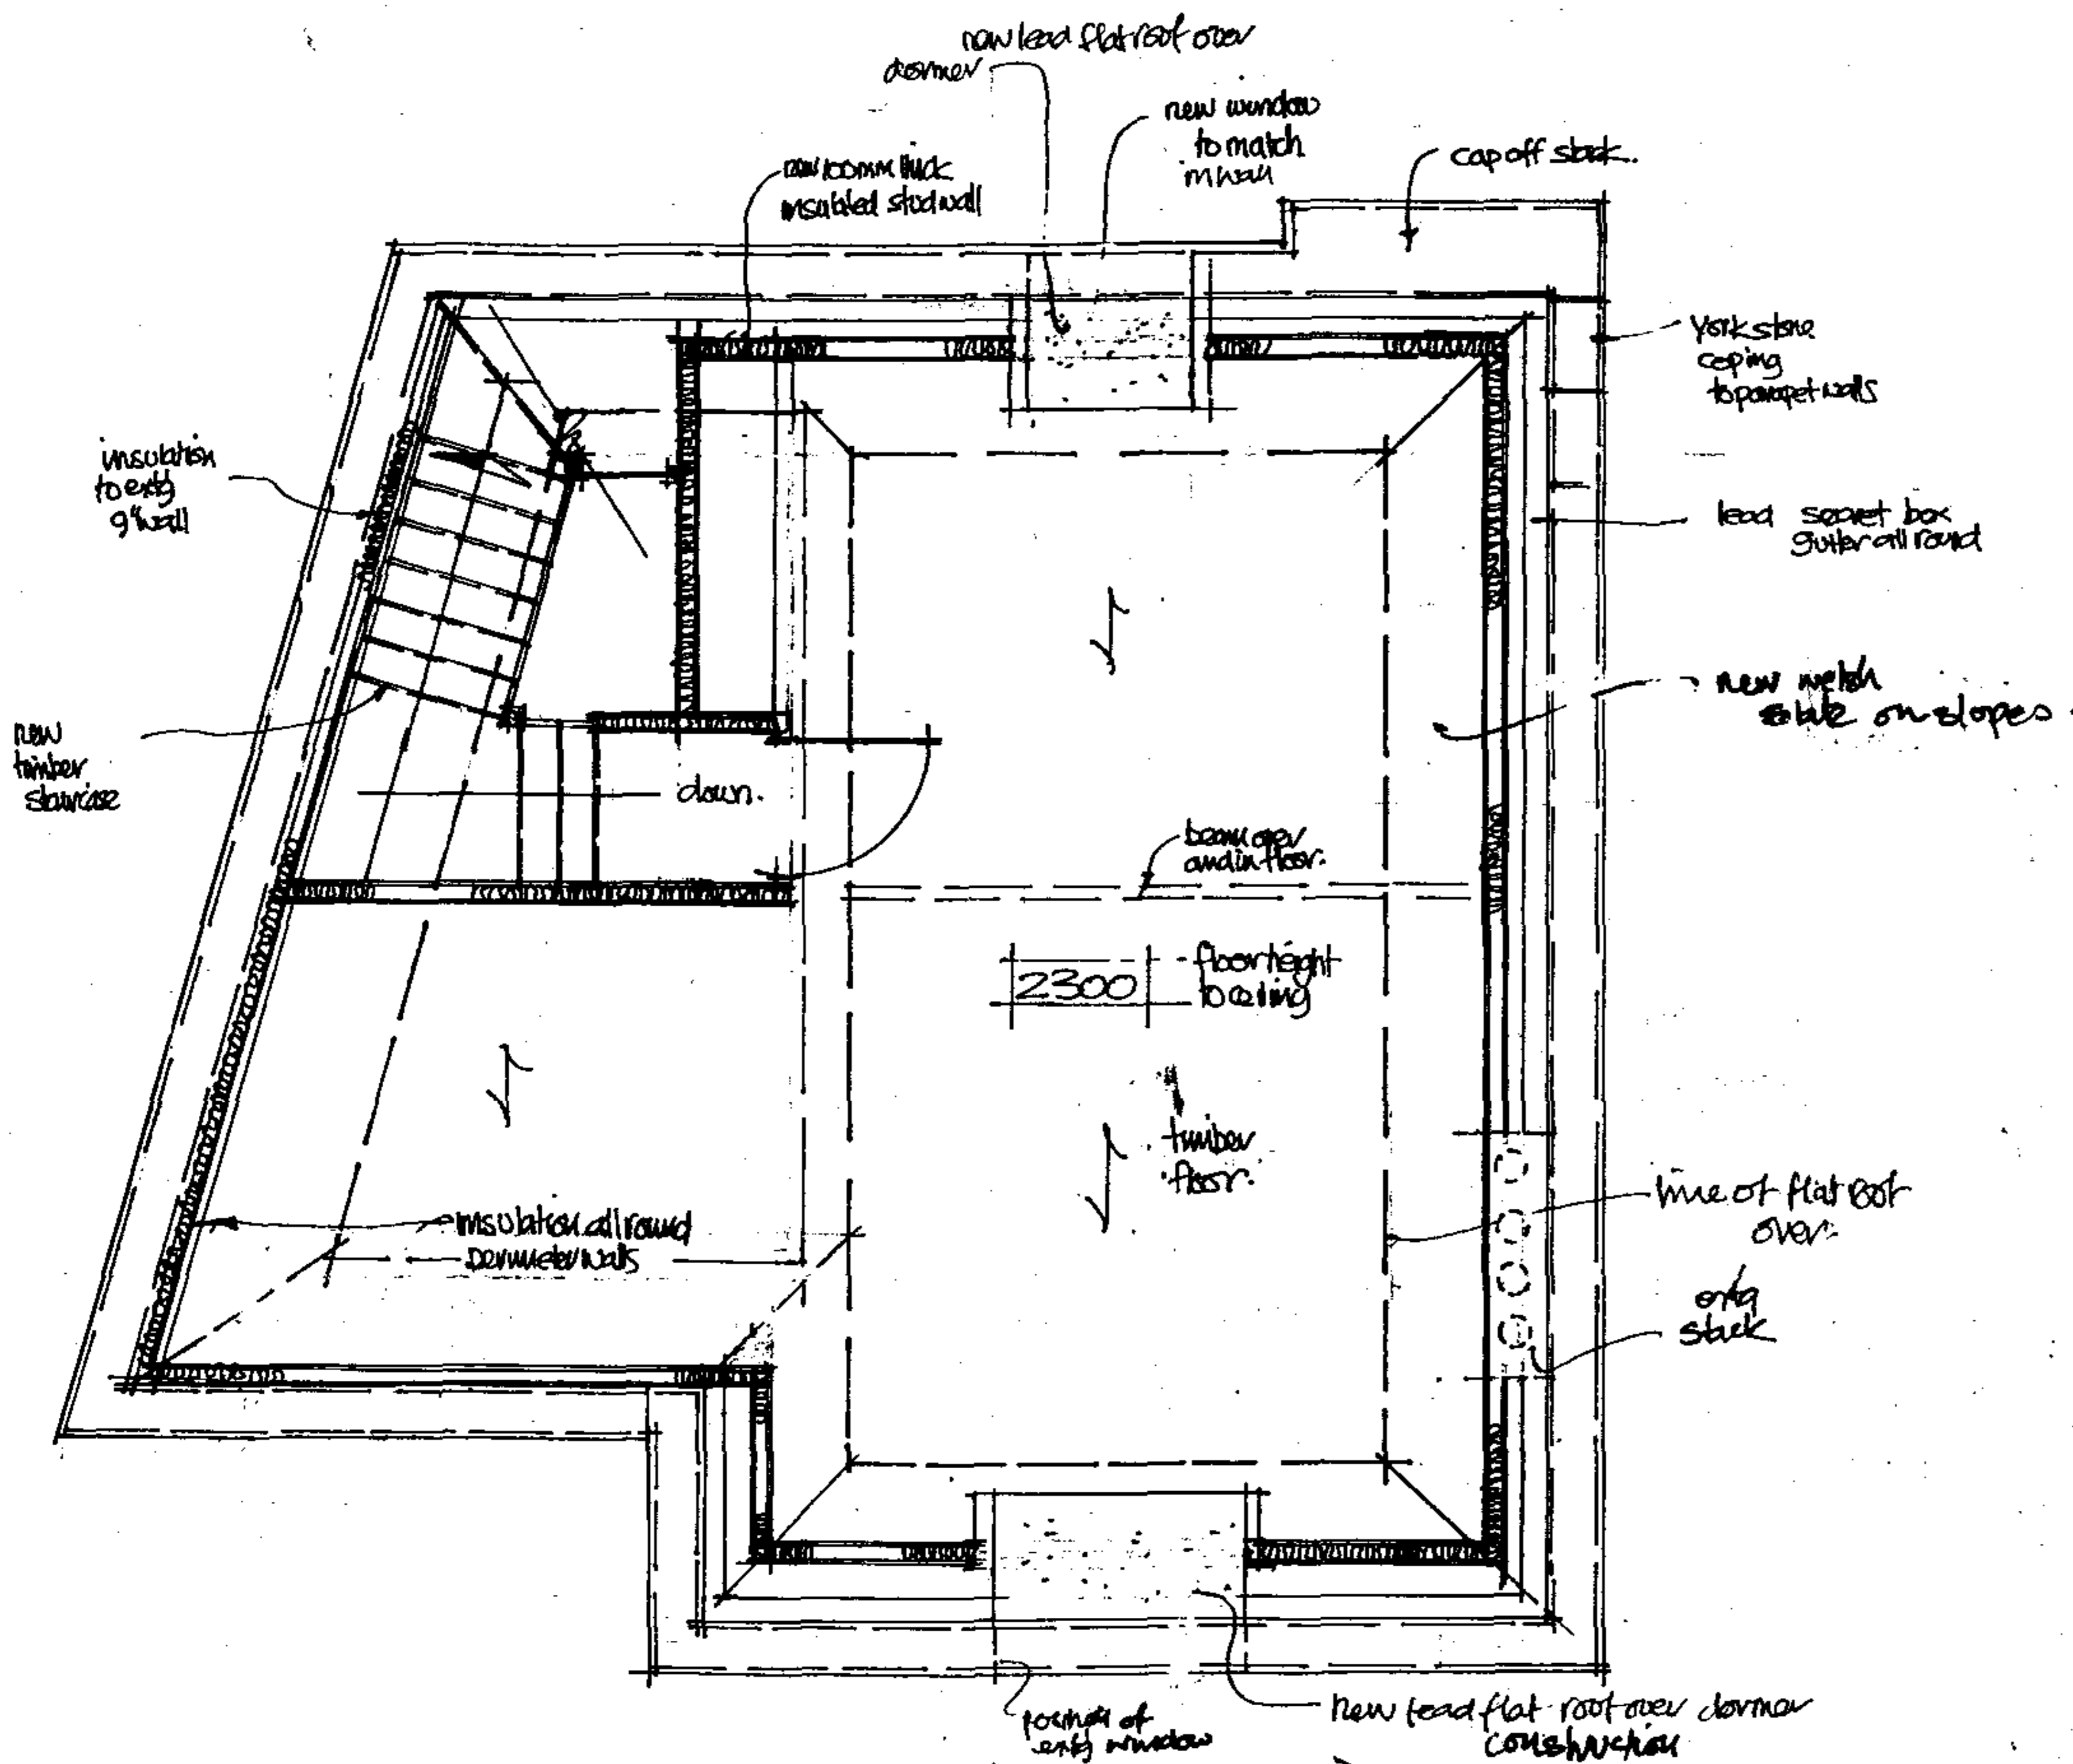 new lead flat roof over
dormer
new window
to match
in wall
cap off stack.
new 100mm thick
insulated stud wall
York stone
coping
to parapet walls
insulation
to extg
9" wall
lead secret box
gutter all round
new welsh
slate on slopes
new
timber
staircase
down.
beam over
and in floor.
2300
floor height
to ceiling
timber
floor.
insulation all round
perimeter walls
line of flat roof
over
extg
stack
position of
extg window
new lead flat roof over dormer
construction